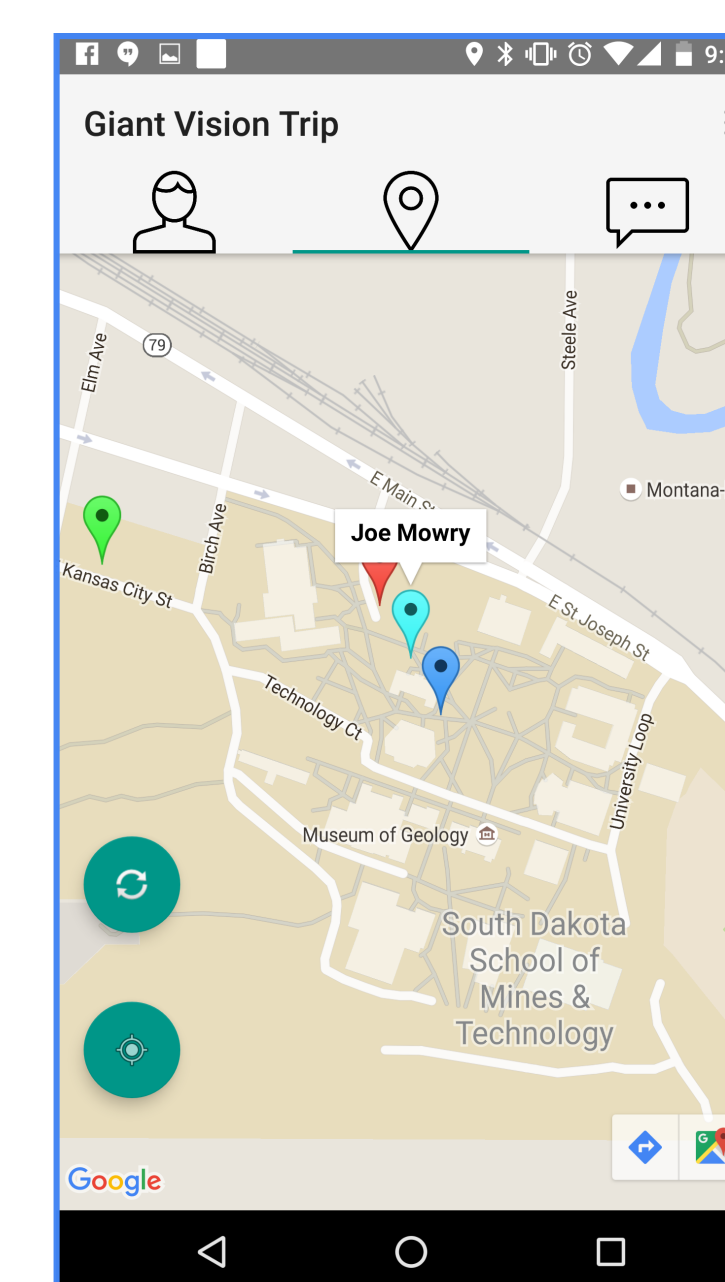 9:
Giant Vision Trip
Steele Ave
Elm Ave
79
Montana-
E Main St
Birch Ave
Joe Mowry
Kansas City St
E St Joseph St
Technology Ct
University Loop
Museum of Geology
South Dakota
School of
Mines &
Technology
G
Google